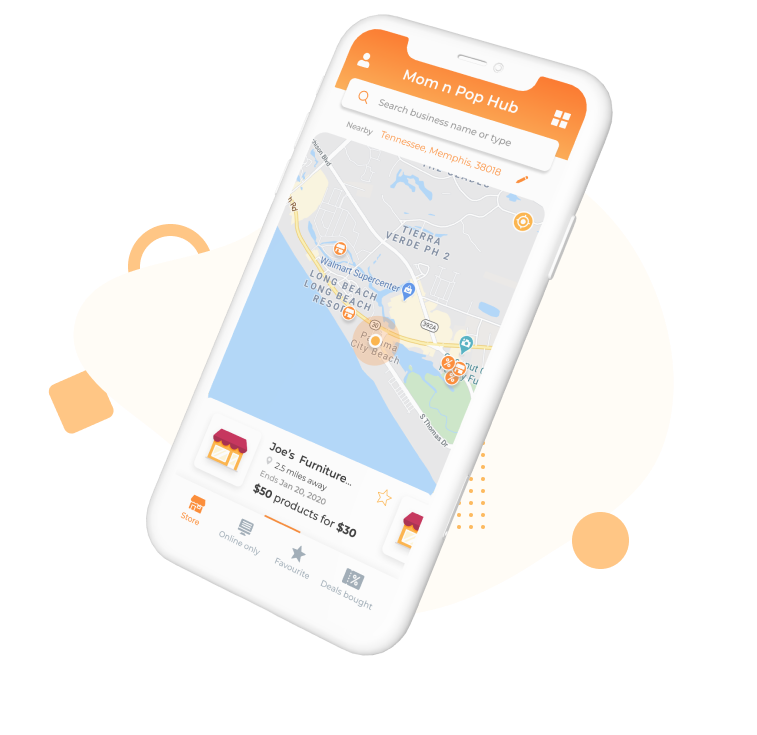 Mom n Pop Hub
Search business name or type
Nearby Tennessee, Memphis, 38018
TIERRA
VERDE PH 2
Walmart Supercenter
LONG BEACH
LONG BEACH
RESORT
30
392A
City Beach
S Thomas Dr
Joe's Furniture...
2.5 miles away
Ends Jan 20, 2020
$50 products for $30
Store
Online only
Favourite
Deals bought